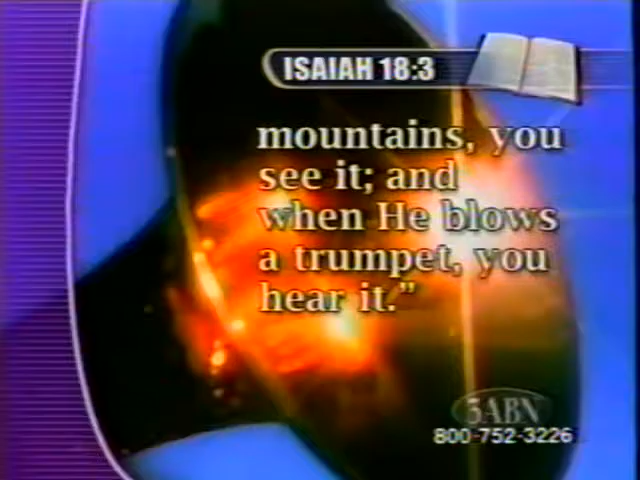 ISAIAH 18:3
mountains, you
see it; and
when He blows
a trumpet, you
hear it.”
3ABN
800-752-3226